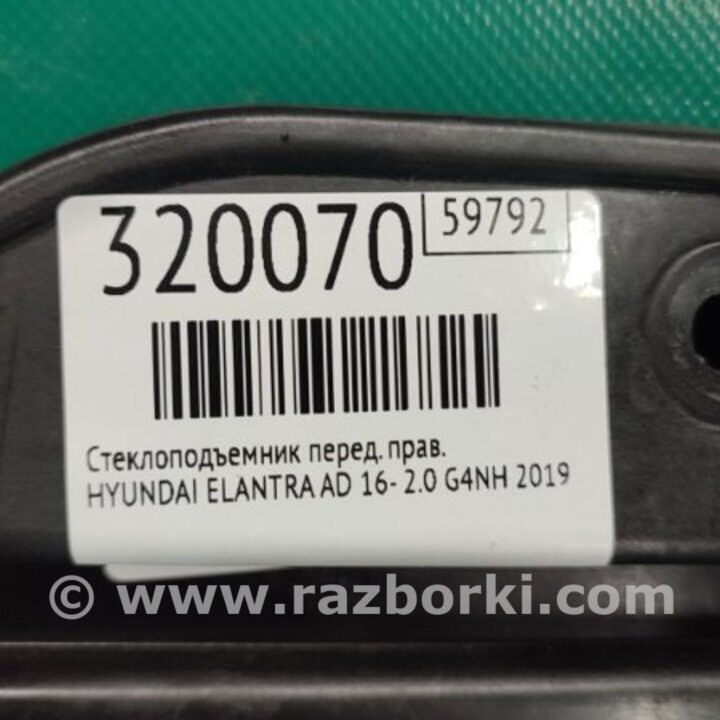 320070
59792
Стеклоподъемник перед. прав.
HYUNDAI ELANTRA AD 16- 2.0 G4NH 2019
© www.razborki.com